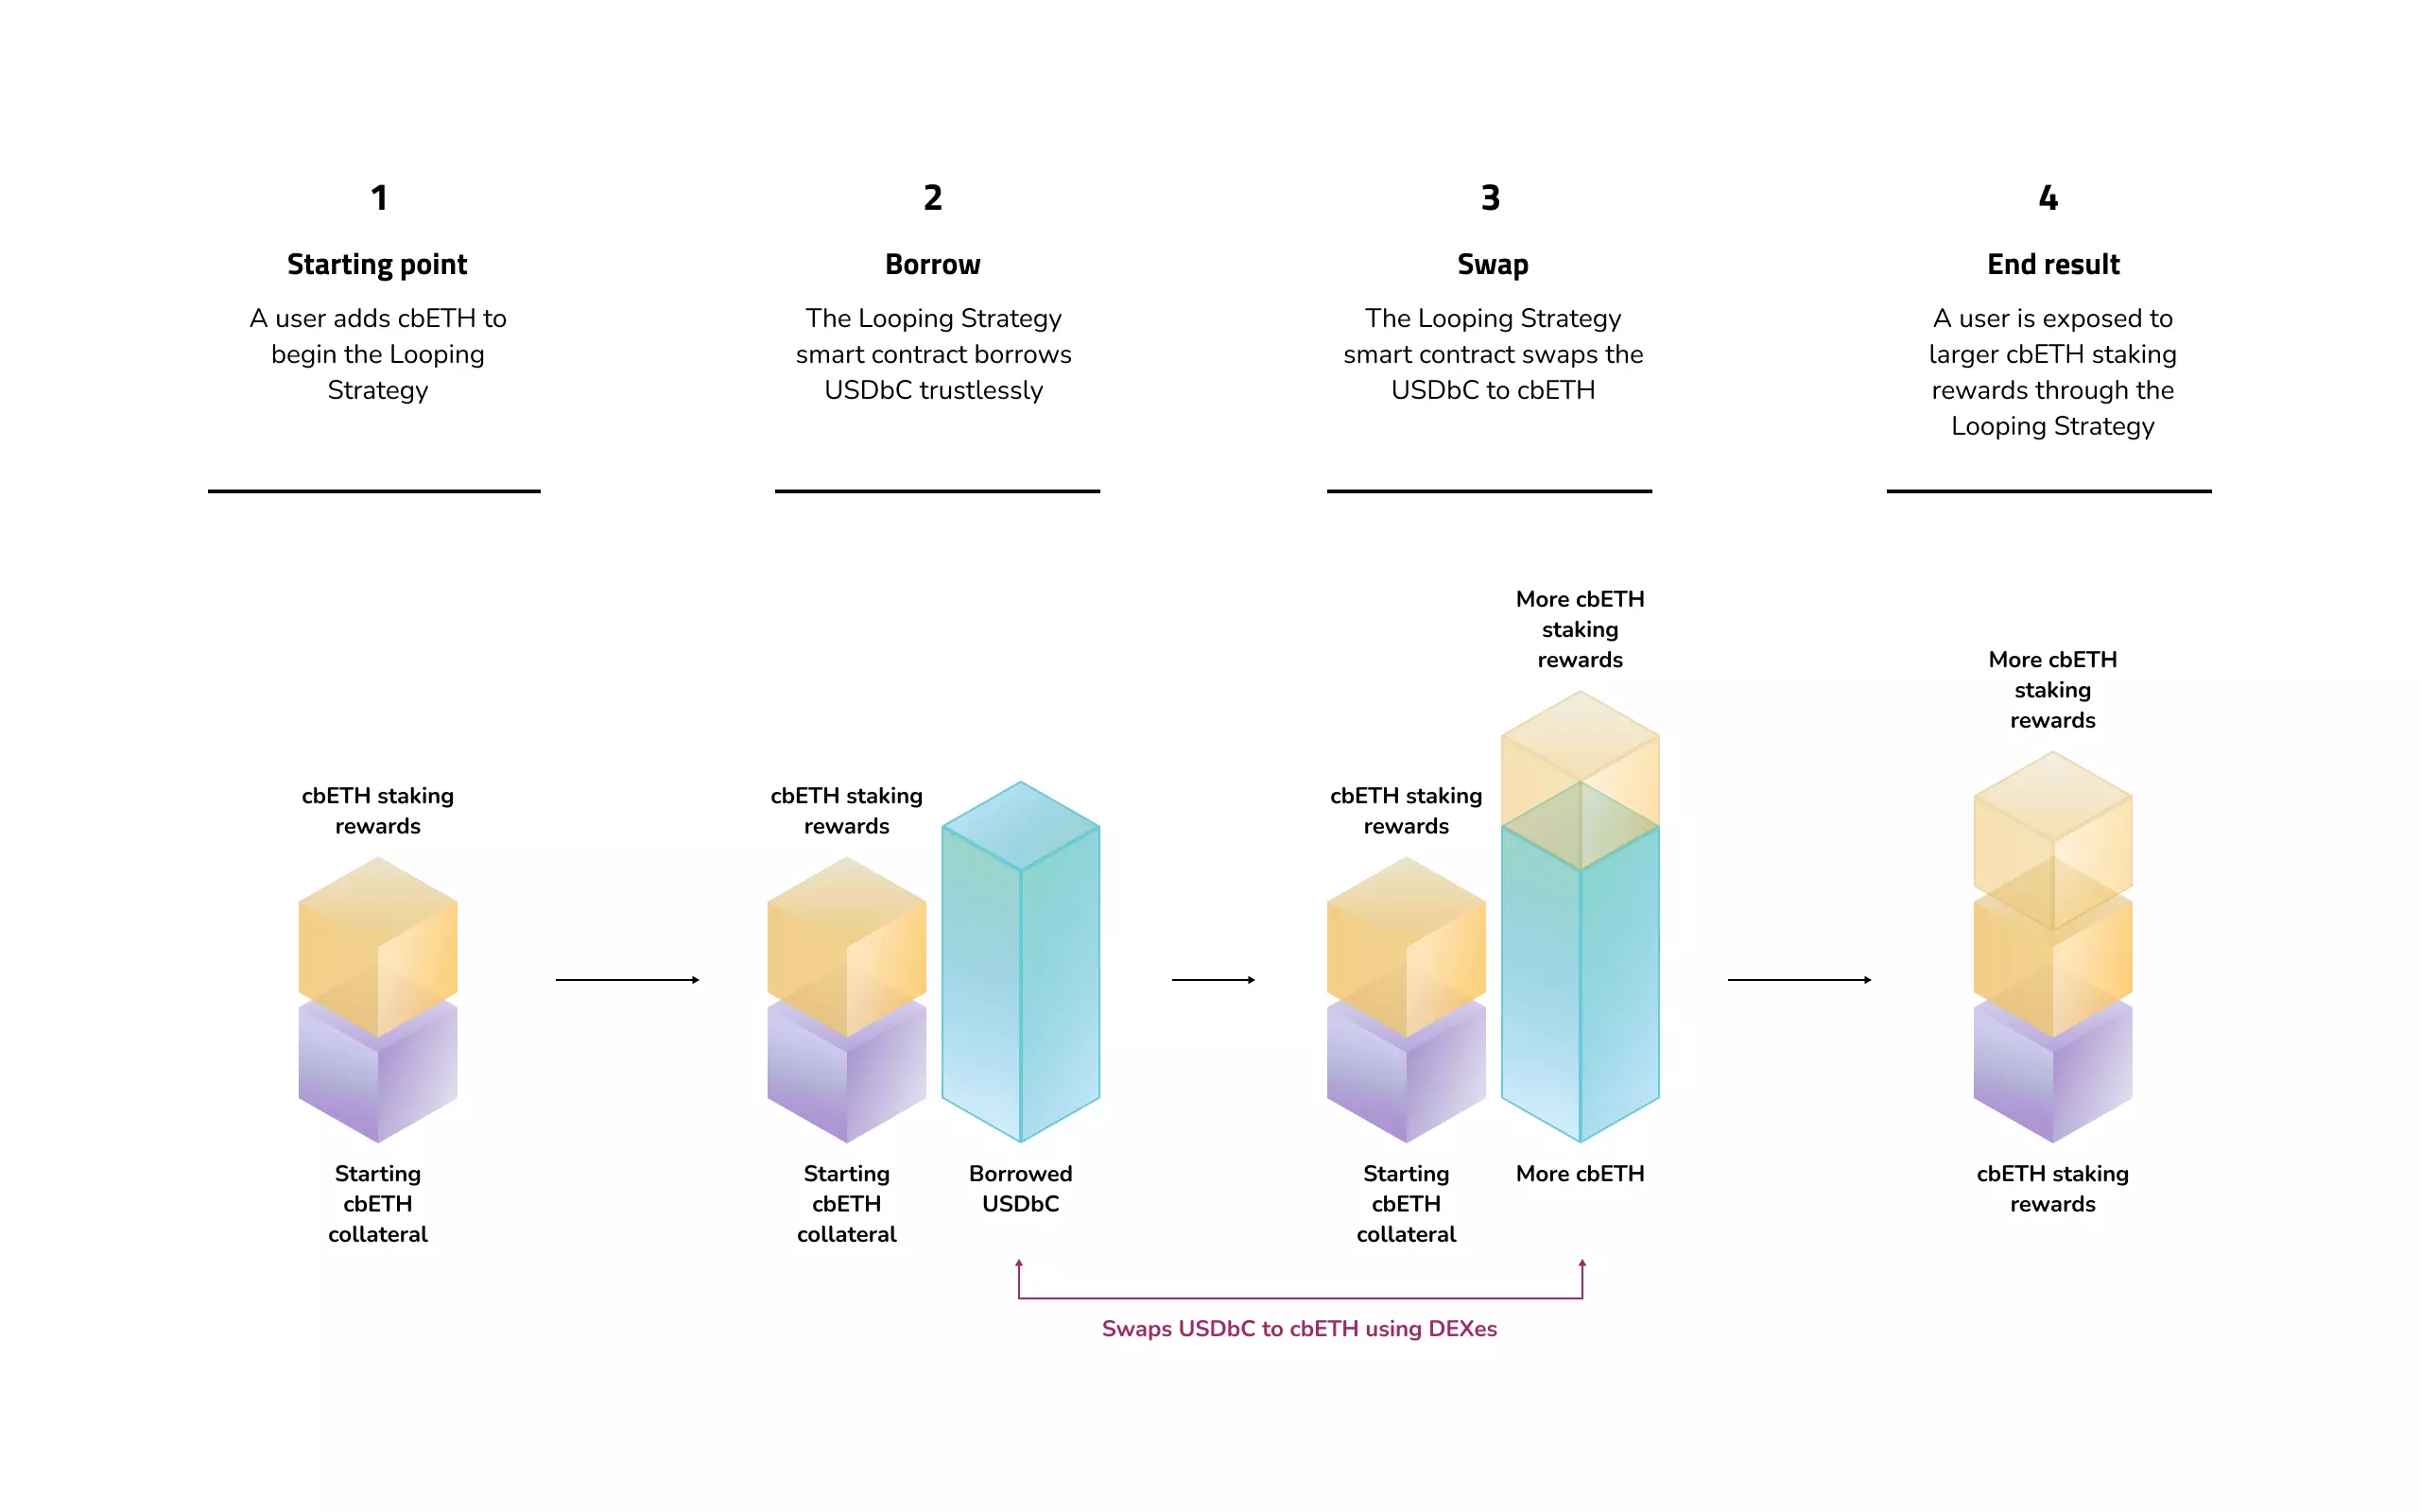 1
Starting point
A user adds cbETH to
begin the Looping
Strategy
2
Borrow
The Looping Strategy
smart contract borrows
USDbC trustlessly
3
Swap
The Looping Strategy
smart contract swaps the
USDbC to cbETH
4
End result
A user is exposed to
larger cbETH staking
rewards through the
Looping Strategy
cbETH staking
rewards
Starting
cbETH
collateral
cbETH staking
rewards
Starting
cbETH
collateral
Borrowed
USDbC
cbETH staking
rewards
Starting
cbETH
collateral
More cbETH
staking
rewards
More cbETH
Swaps USDbC to cbETH using DEXes
More cbETH
staking
rewards
cbETH staking
rewards